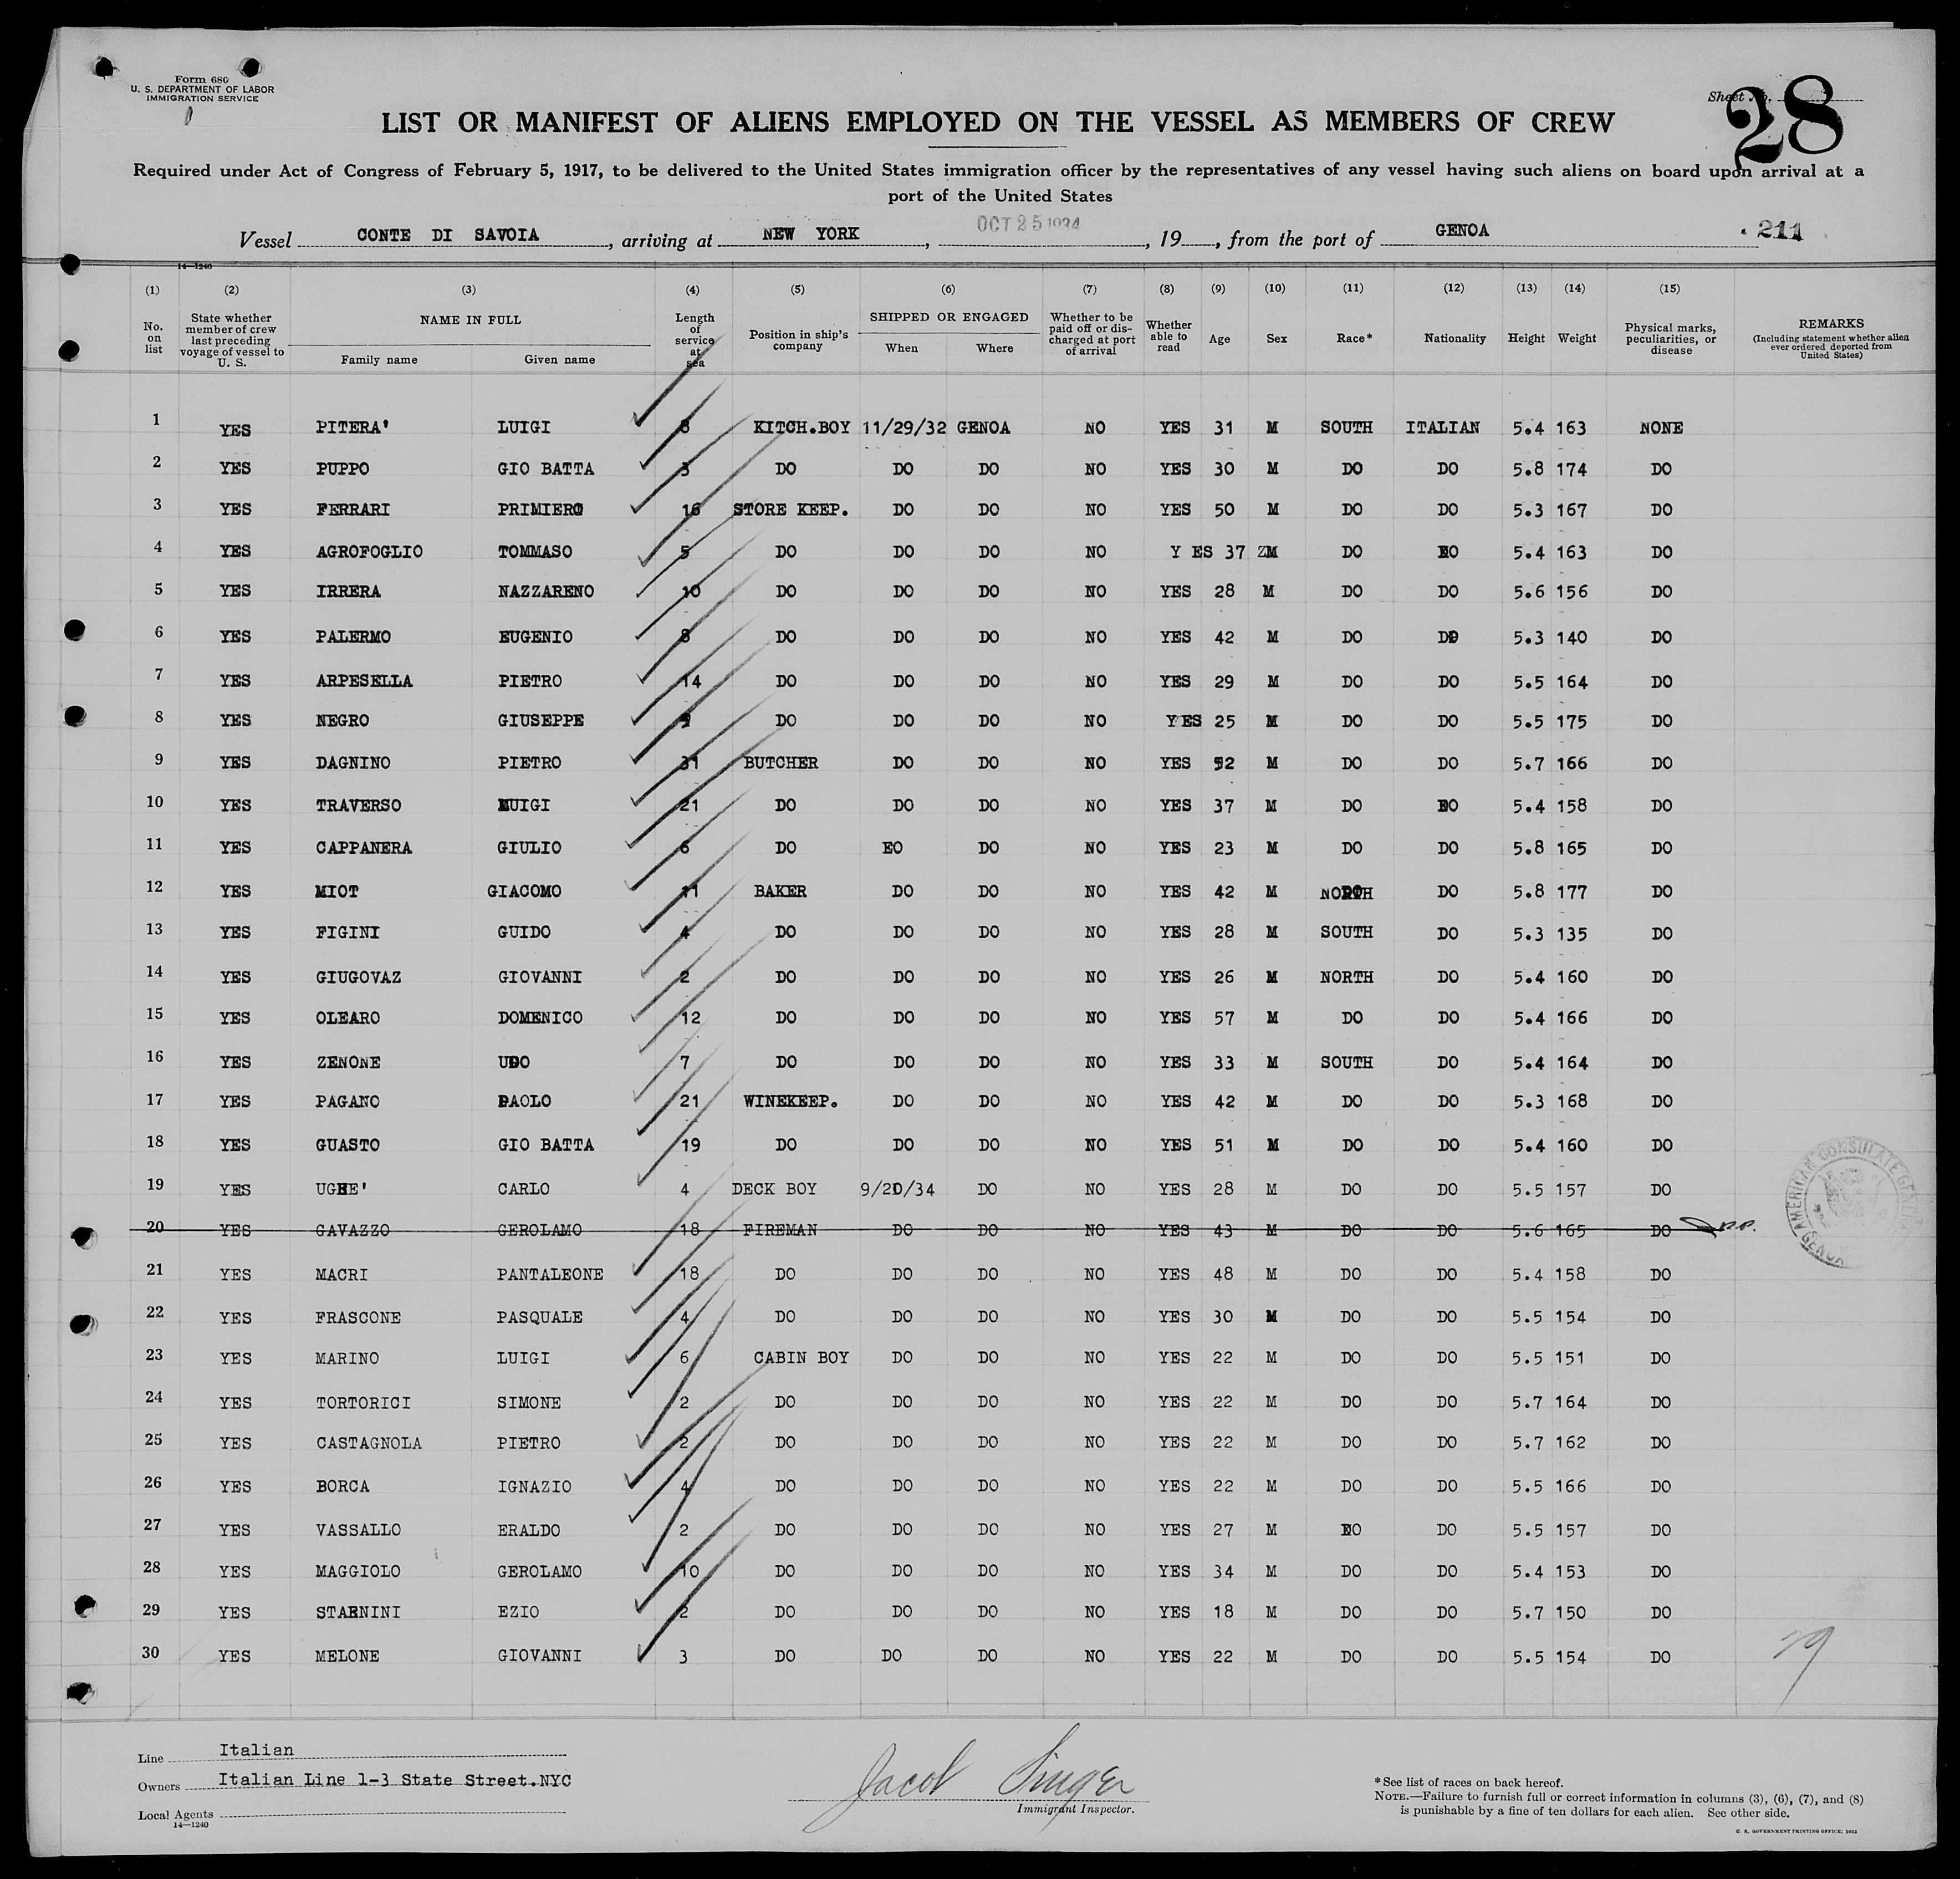 Form 680
U. S. DEPARTMENT OF LABOR
IMMIGRATION SERVICE
Sheet No.
28
LIST OR MANIFEST OF ALIENS EMPLOYED ON THE VESSEL AS MEMBERS OF CREW
Required under Act of Congress of February 5, 1917, to be delivered to the United States immigration officer by the representatives of any vessel having such aliens on board upon arrival at a
port of the United States
Vessel CONTE DI SAVOIA, arriving at NEW YORK, OCT 25 1934, 19, from the port of GENOA 211
14—1240
(1) (2) (3) (4) (5) (6) (7) (8) (9) (10) (11) (12) (13) (14) (15)
No. on list State whether member of crew last preceding voyage of vessel to U. S. NAME IN FULL Family name Given name Length of service at sea Position in ship's company SHIPPED OR ENGAGED When Where Whether to be paid off or discharged at port of arrival Whether able to read Age Sex Race* Nationality Height Weight Physical marks, peculiarities, or disease REMARKS (Including statement whether alien ever ordered deported from United States)
1 YES PITERA' LUIGI 8 KITCH.BOY 11/29/32 GENOA NO YES 31 M SOUTH ITALIAN 5.4 163 NONE
2 YES PUPPO GIO BATTA 3 DO DO DO NO YES 30 M DO DO 5.8 174 DO
3 YES FERRARI PRIMIERO 16 STORE KEEP. DO DO NO YES 50 M DO DO 5.3 167 DO
4 YES AGROFOGLIO TOMMASO 5 DO DO DO NO Y ES 37 M DO DO 5.4 163 DO
5 YES IRRERA NAZZARENO 10 DO DO DO NO YES 28 M DO DO 5.6 156 DO
6 YES PALERMO EUGENIO 8 DO DO DO NO YES 42 M DO DO 5.3 140 DO
7 YES ARPESELLA PIETRO 14 DO DO DO NO YES 29 M DO DO 5.5 164 DO
8 YES NEGRO GIUSEPPE DO DO DO NO YES 25 M DO DO 5.5 175 DO
9 YES DAGNINO PIETRO 31 BUTCHER DO DO NO YES 52 M DO DO 5.7 166 DO
10 YES TRAVERSO LUIGI 21 DO DO DO NO YES 37 M DO DO 5.4 158 DO
11 YES CAPPANERA GIULIO 6 DO EO DO NO YES 23 M DO DO 5.8 165 DO
12 YES MIOT GIACOMO 11 BAKER DO DO NO YES 42 M NORTH DO 5.8 177 DO
13 YES FIGINI GUIDO 4 DO DO DO NO YES 28 M SOUTH DO 5.3 135 DO
14 YES GIUGOVAZ GIOVANNI 2 DO DO DO NO YES 26 M NORTH DO 5.4 160 DO
15 YES OLEARO DOMENICO 12 DO DO DO NO YES 57 M DO DO 5.4 166 DO
16 YES ZENONE UGO 7 DO DO DO NO YES 33 M SOUTH DO 5.4 164 DO
17 YES PAGANO PAOLO 21 WINEKEEP. DO DO NO YES 42 M DO DO 5.3 168 DO
18 YES GUASTO GIO BATTA 19 DO DO DO NO YES 51 M DO DO 5.4 160 DO
19 YES UGHE' CARLO 4 DECK BOY 9/20/34 DO NO YES 28 M DO DO 5.5 157 DO
20 YES GAVAZZO GEROLAMO 18 FIREMAN DO DO NO YES 43 M DO DO 5.6 165 DO
21 YES MACRI PANTALEONE 18 DO DO DO NO YES 48 M DO DO 5.4 158 DO
22 YES FRASCONE PASQUALE 4 DO DO DO NO YES 30 M DO DO 5.5 154 DO
23 YES MARINO LUIGI 6 CABIN BOY DO DO NO YES 22 M DO DO 5.5 151 DO
24 YES TORTORICI SIMONE 2 DO DO DO NO YES 22 M DO DO 5.7 164 DO
25 YES CASTAGNOLA PIETRO 2 DO DO DO NO YES 22 M DO DO 5.7 162 DO
26 YES BORCA IGNAZIO 4 DO DO DO NO YES 22 M DO DO 5.5 166 DO
27 YES VASSALLO ERALDO 2 DO DO DO NO YES 27 M DO DO 5.5 157 DO
28 YES MAGGIOLO GEROLAMO 10 DO DO DO NO YES 34 M DO DO 5.4 153 DO
29 YES STARNINI EZIO 2 DO DO DO NO YES 18 M DO DO 5.7 150 DO
30 YES MELONE GIOVANNI 3 DO DO DO NO YES 22 M DO DO 5.5 154 DO
AMERICAN CONSULATE GENERAL GENOA
29
Line Italian
Owners Italian Line 1-3 State Street.NYC
Local Agents
14—1240
Jacob Singer
Immigrant Inspector.
*See list of races on back hereof.
NOTE.—Failure to furnish full or correct information in columns (3), (6), (7), and (8)
is punishable by a fine of ten dollars for each alien. See other side.